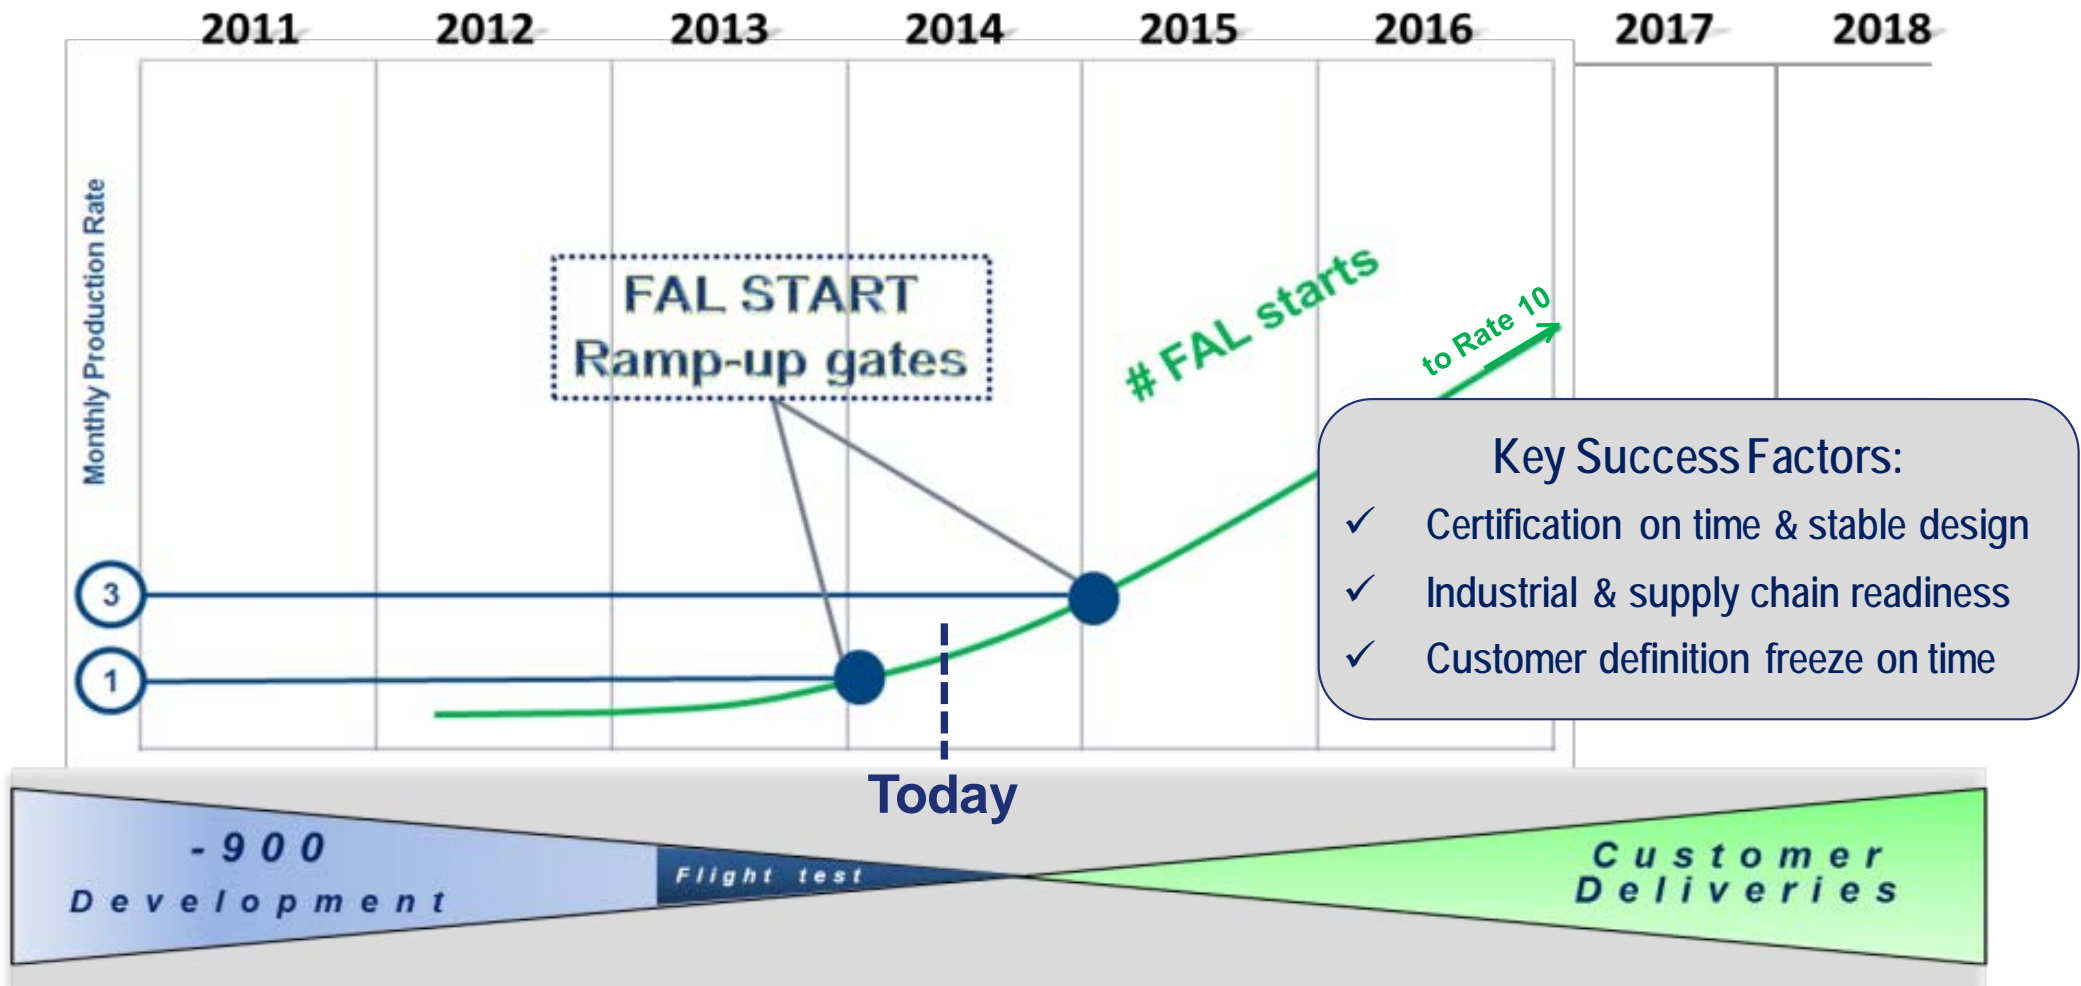 2011 2012 2013 2014 2015 2016 2017 2018
Monthly Production Rate
FAL START
Ramp-up gates
# FAL starts
to Rate 10
3
1
Key Success Factors:
✓ Certification on time & stable design
✓ Industrial & supply chain readiness
✓ Customer definition freeze on time
Today
-900
Development
Flight test
Customer
Deliveries